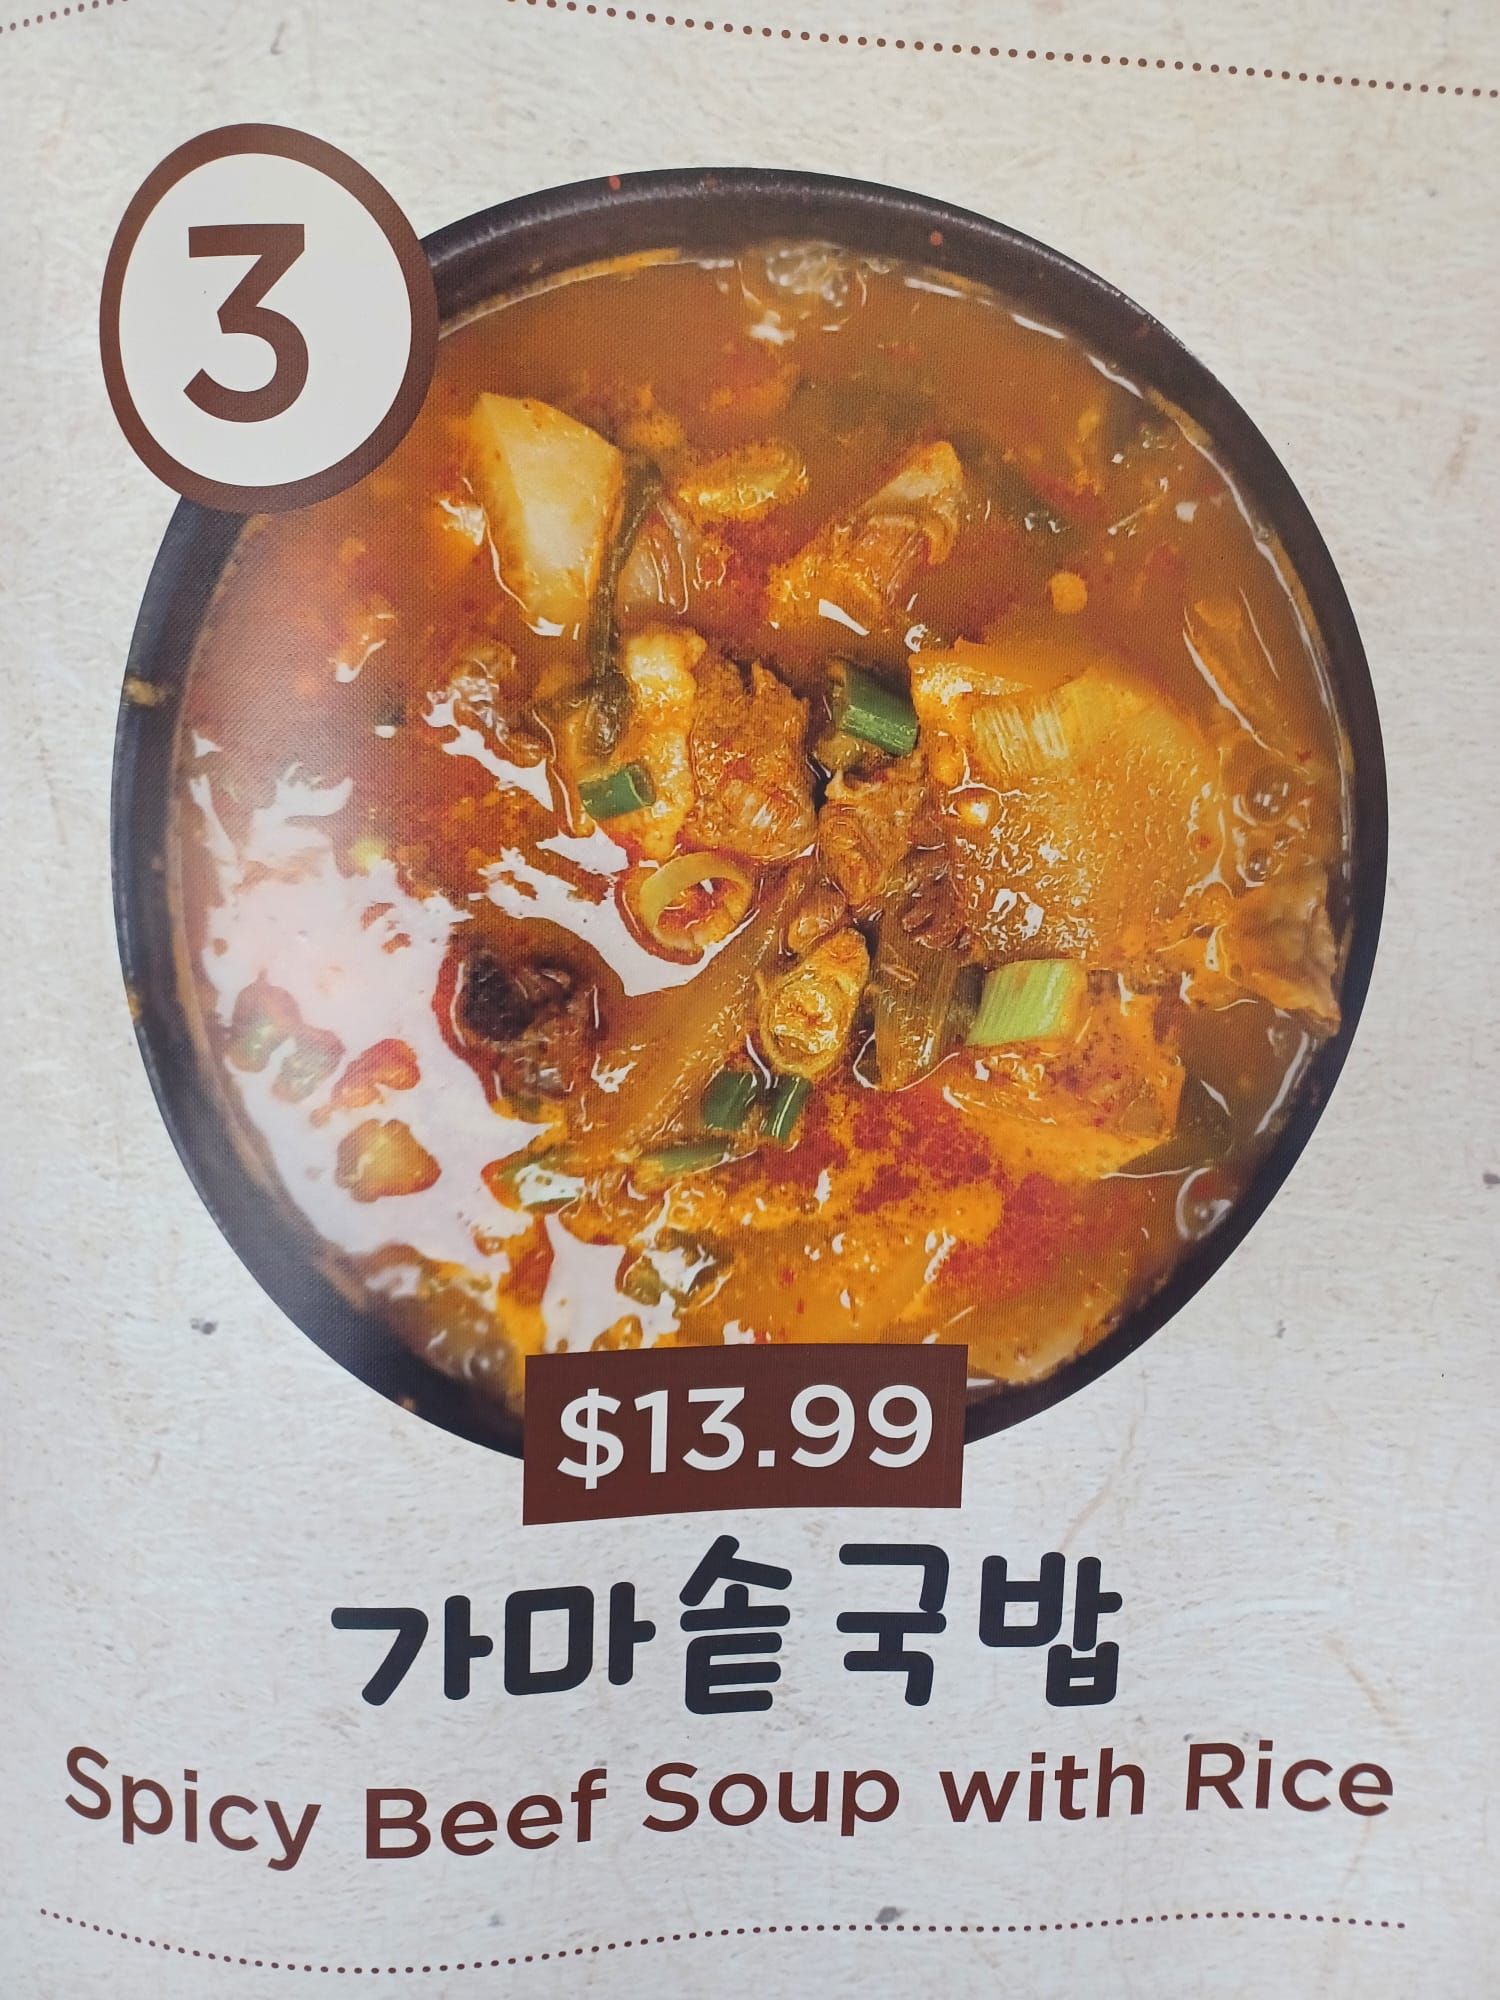 3
$13.99
가마솥국밥
Spicy Beef Soup with Rice